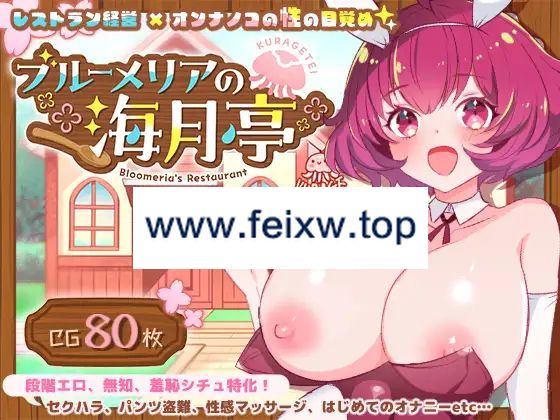 レストラン経営 × オンナノコの性の目覚め
KURAGETEI
ブルーメリアの
海月亭
Bloomeria's Restaurant
www.feixw.top
CG 80枚
段階エロ、無知、羞恥シチュ特化！
セクハラ、パンツ盗難、性感マッサージ、はじめてのオナニーetc…